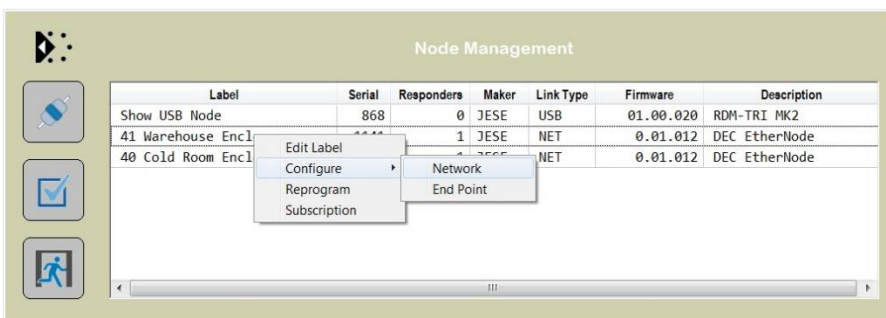 Node Management
Label Serial Responders Maker Link Type Firmware Description
Show USB Node 868 0 JESE USB 01.00.020 RDM-TRI MK2
41 Warehouse Encl 1 JESE NET 0.01.012 DEC EtherNode
40 Cold Room Encl 1 JESE NET 0.01.012 DEC EtherNode
Edit Label
Configure
Reprogram
Subscription
Network
End Point